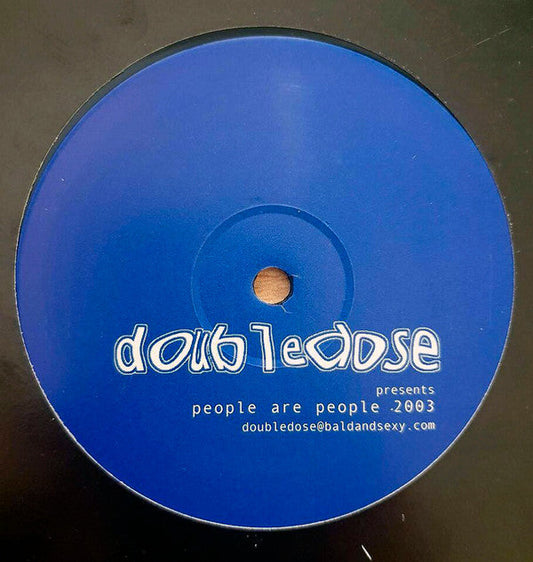 doubledose
presents
people are people 2003
doubledose@baldandsexy.com